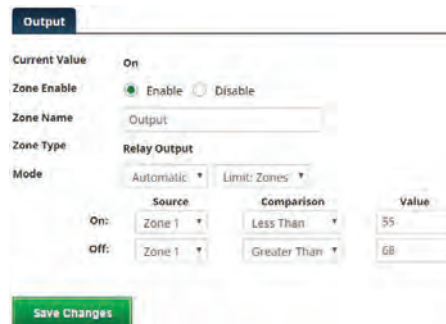 Output
Current Value On
Zone Enable Enable Disable
Zone Name Output
Zone Type Relay Output
Mode Automatic Limit: Zones
Source Comparison Value
On: Zone 1 Less Than 55
Off: Zone 1 Greater Than 68
Save Changes